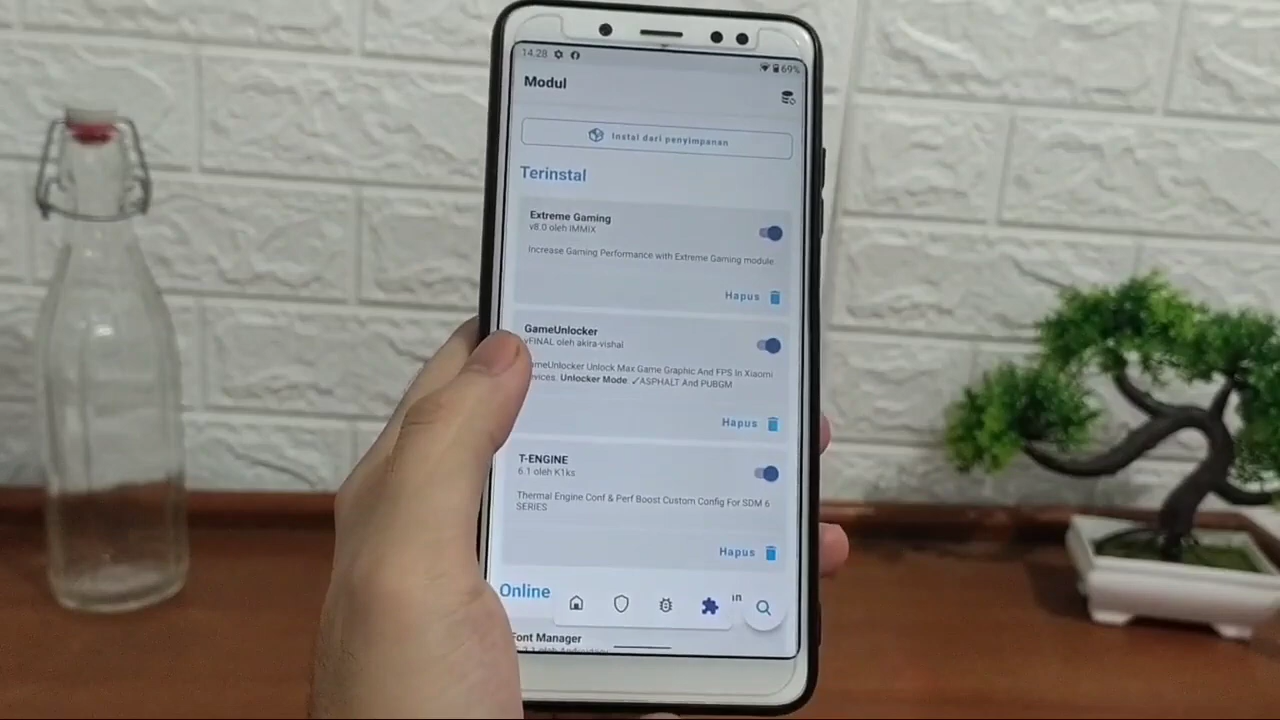 14.28
69%
Modul
Instal dari penyimpanan
Terinstal
Extreme Gaming
v8.0 oleh IMMIX
Increase Gaming Performance with Extreme Gaming module
Hapus
GameUnlocker
vFINAL oleh akira-vishal
meUnlocker Unlock Max Game Graphic And FPS In Xiaomi
vices. Unlocker Mode: ✓ASPHALT And PUBGM
Hapus
T-ENGINE
6.1 oleh K1ks
Thermal Engine Conf & Perf Boost Custom Config For SDM 6
SERIES
Hapus
Online
Font Manager